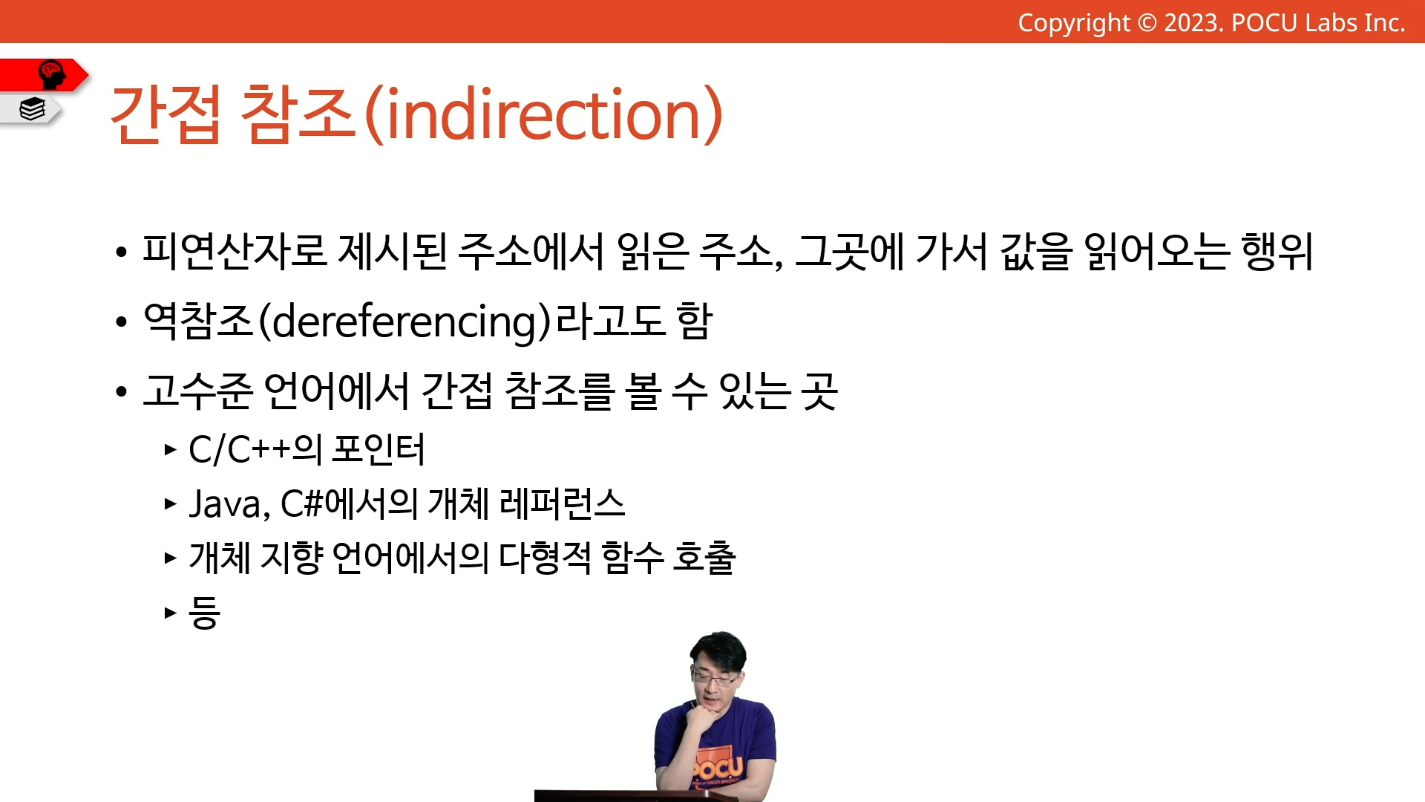 Copyright © 2023. POCU Labs Inc.
간접 참조(indirection)
• 피연산자로 제시된 주소에서 읽은 주소, 그곳에 가서 값을 읽어오는 행위
• 역참조(dereferencing)라고도 함
• 고수준 언어에서 간접 참조를 볼 수 있는 곳
▸ C/C++의 포인터
▸ Java, C#에서의 개체 레퍼런스
▸ 개체 지향 언어에서의 다형적 함수 호출
▸ 등
POCU